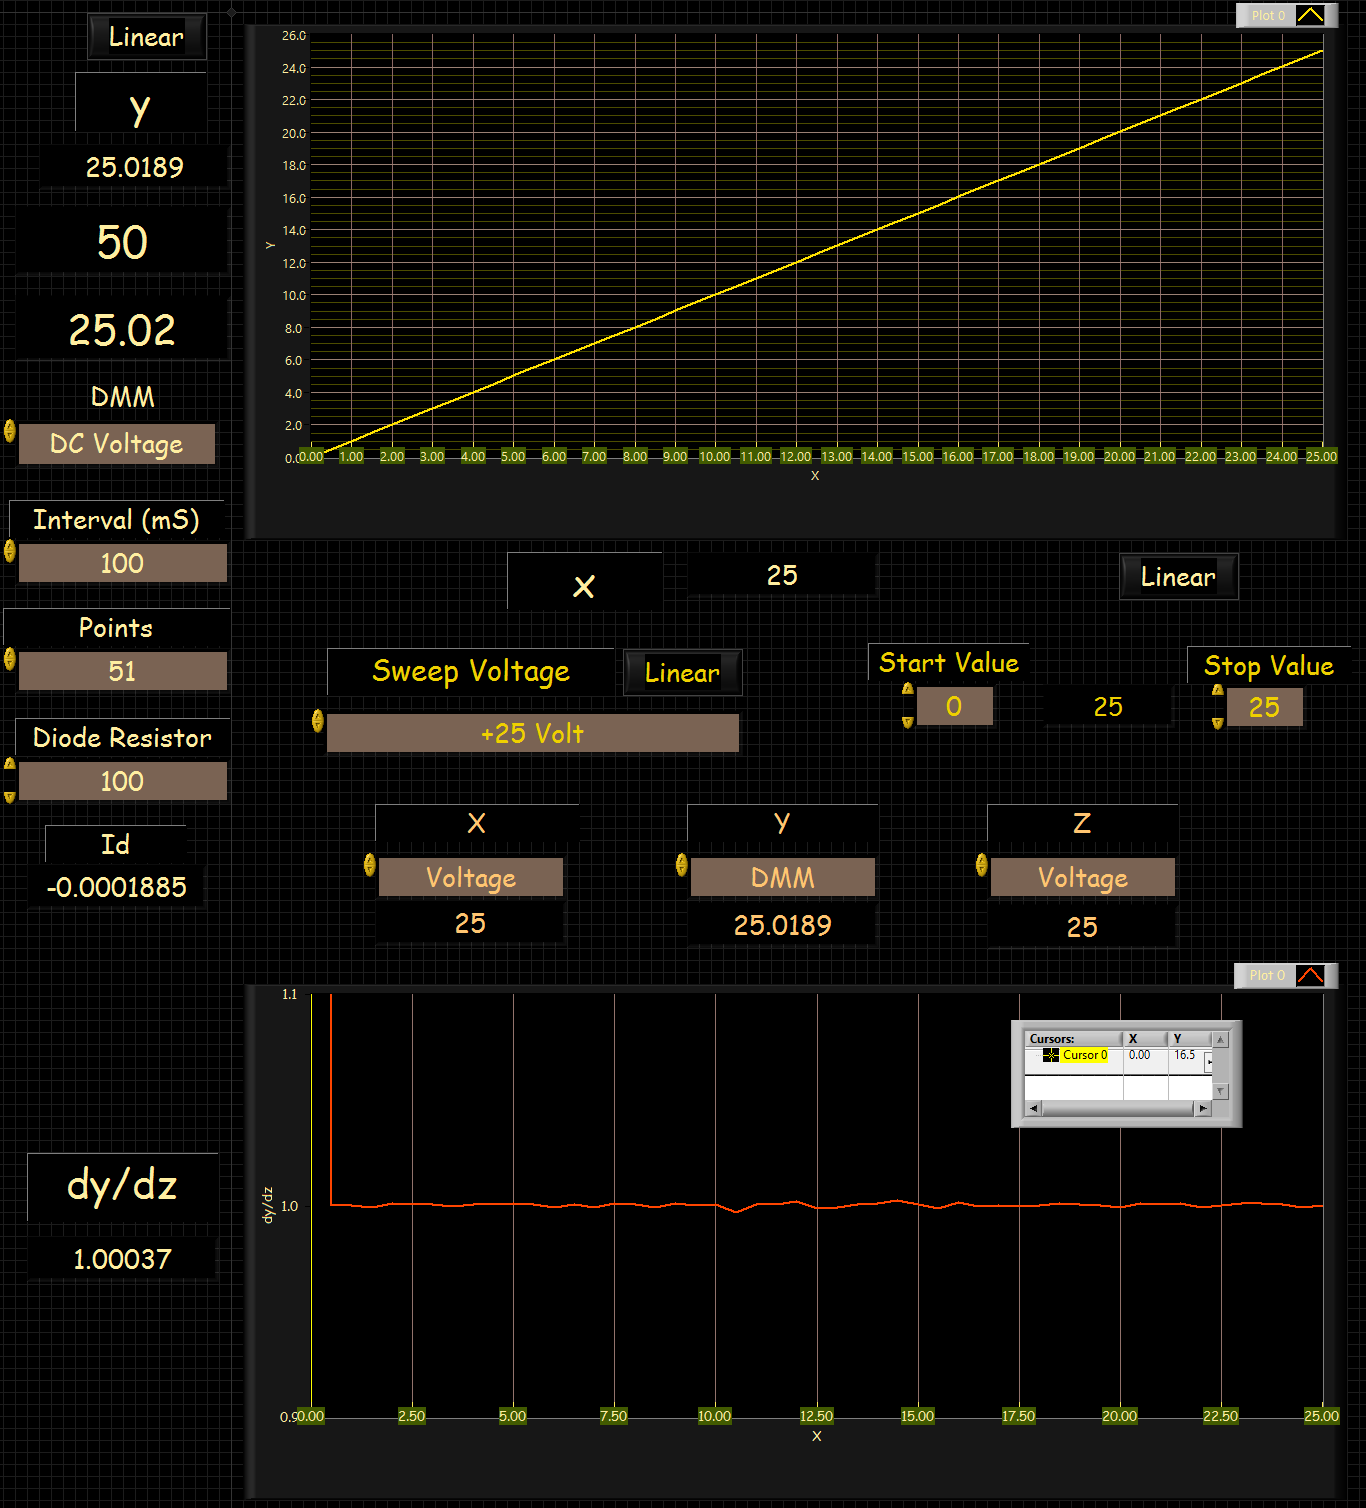 Linear
Plot 0
y
25.0189
50
25.02
DMM
DC Voltage
Interval (mS)
100
Points
51
Diode Resistor
100
Id
-0.0001885
26.0
24.0
22.0
20.0
18.0
16.0
14.0
12.0
10.0
8.0
6.0
4.0
2.0
0.0
Y
0.00 1.00 2.00 3.00 4.00 5.00 6.00 7.00 8.00 9.00 10.00 11.00 12.00 13.00 14.00 15.00 16.00 17.00 18.00 19.00 20.00 21.00 22.00 23.00 24.00 25.00
X
x
25
Linear
Sweep Voltage
Linear
+25 Volt
Start Value
0
25
Stop Value
25
X
Voltage
25
Y
DMM
25.0189
Z
Voltage
25
Plot 0
1.1
1.0
0.9
dy/dz
Cursors: X Y
Cursor 0 0.00 16.5
0.00 2.50 5.00 7.50 10.00 12.50 15.00 17.50 20.00 22.50 25.00
X
dy/dz
1.00037